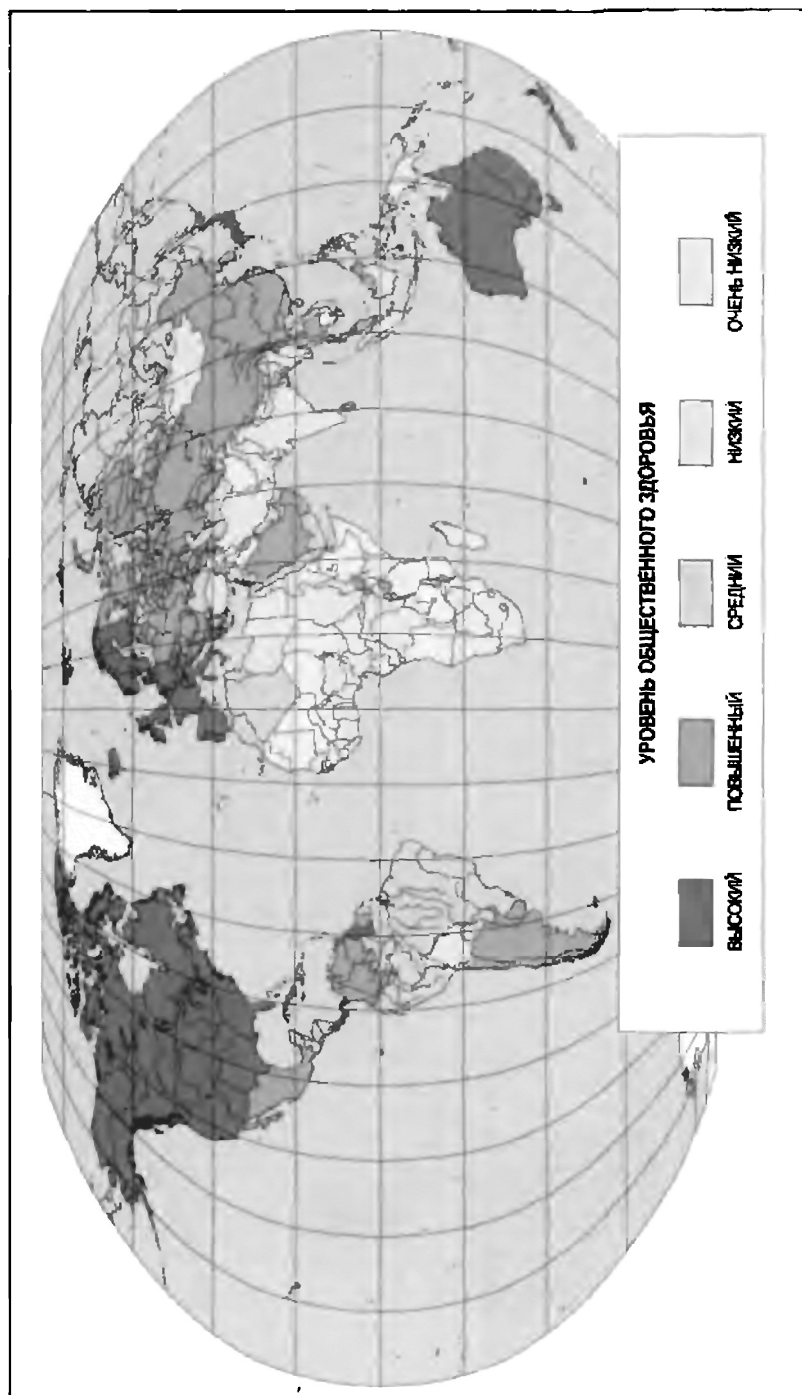 УРОВЕНЬ ОБЩЕСТВЕННОГО ЗДОРОВЬЯ
ВЫСОКИЙ
ПОВЫШЕННЫЙ
СРЕДНИЙ
НИЗКИЙ
ОЧЕНЬ НИЗКИЙ